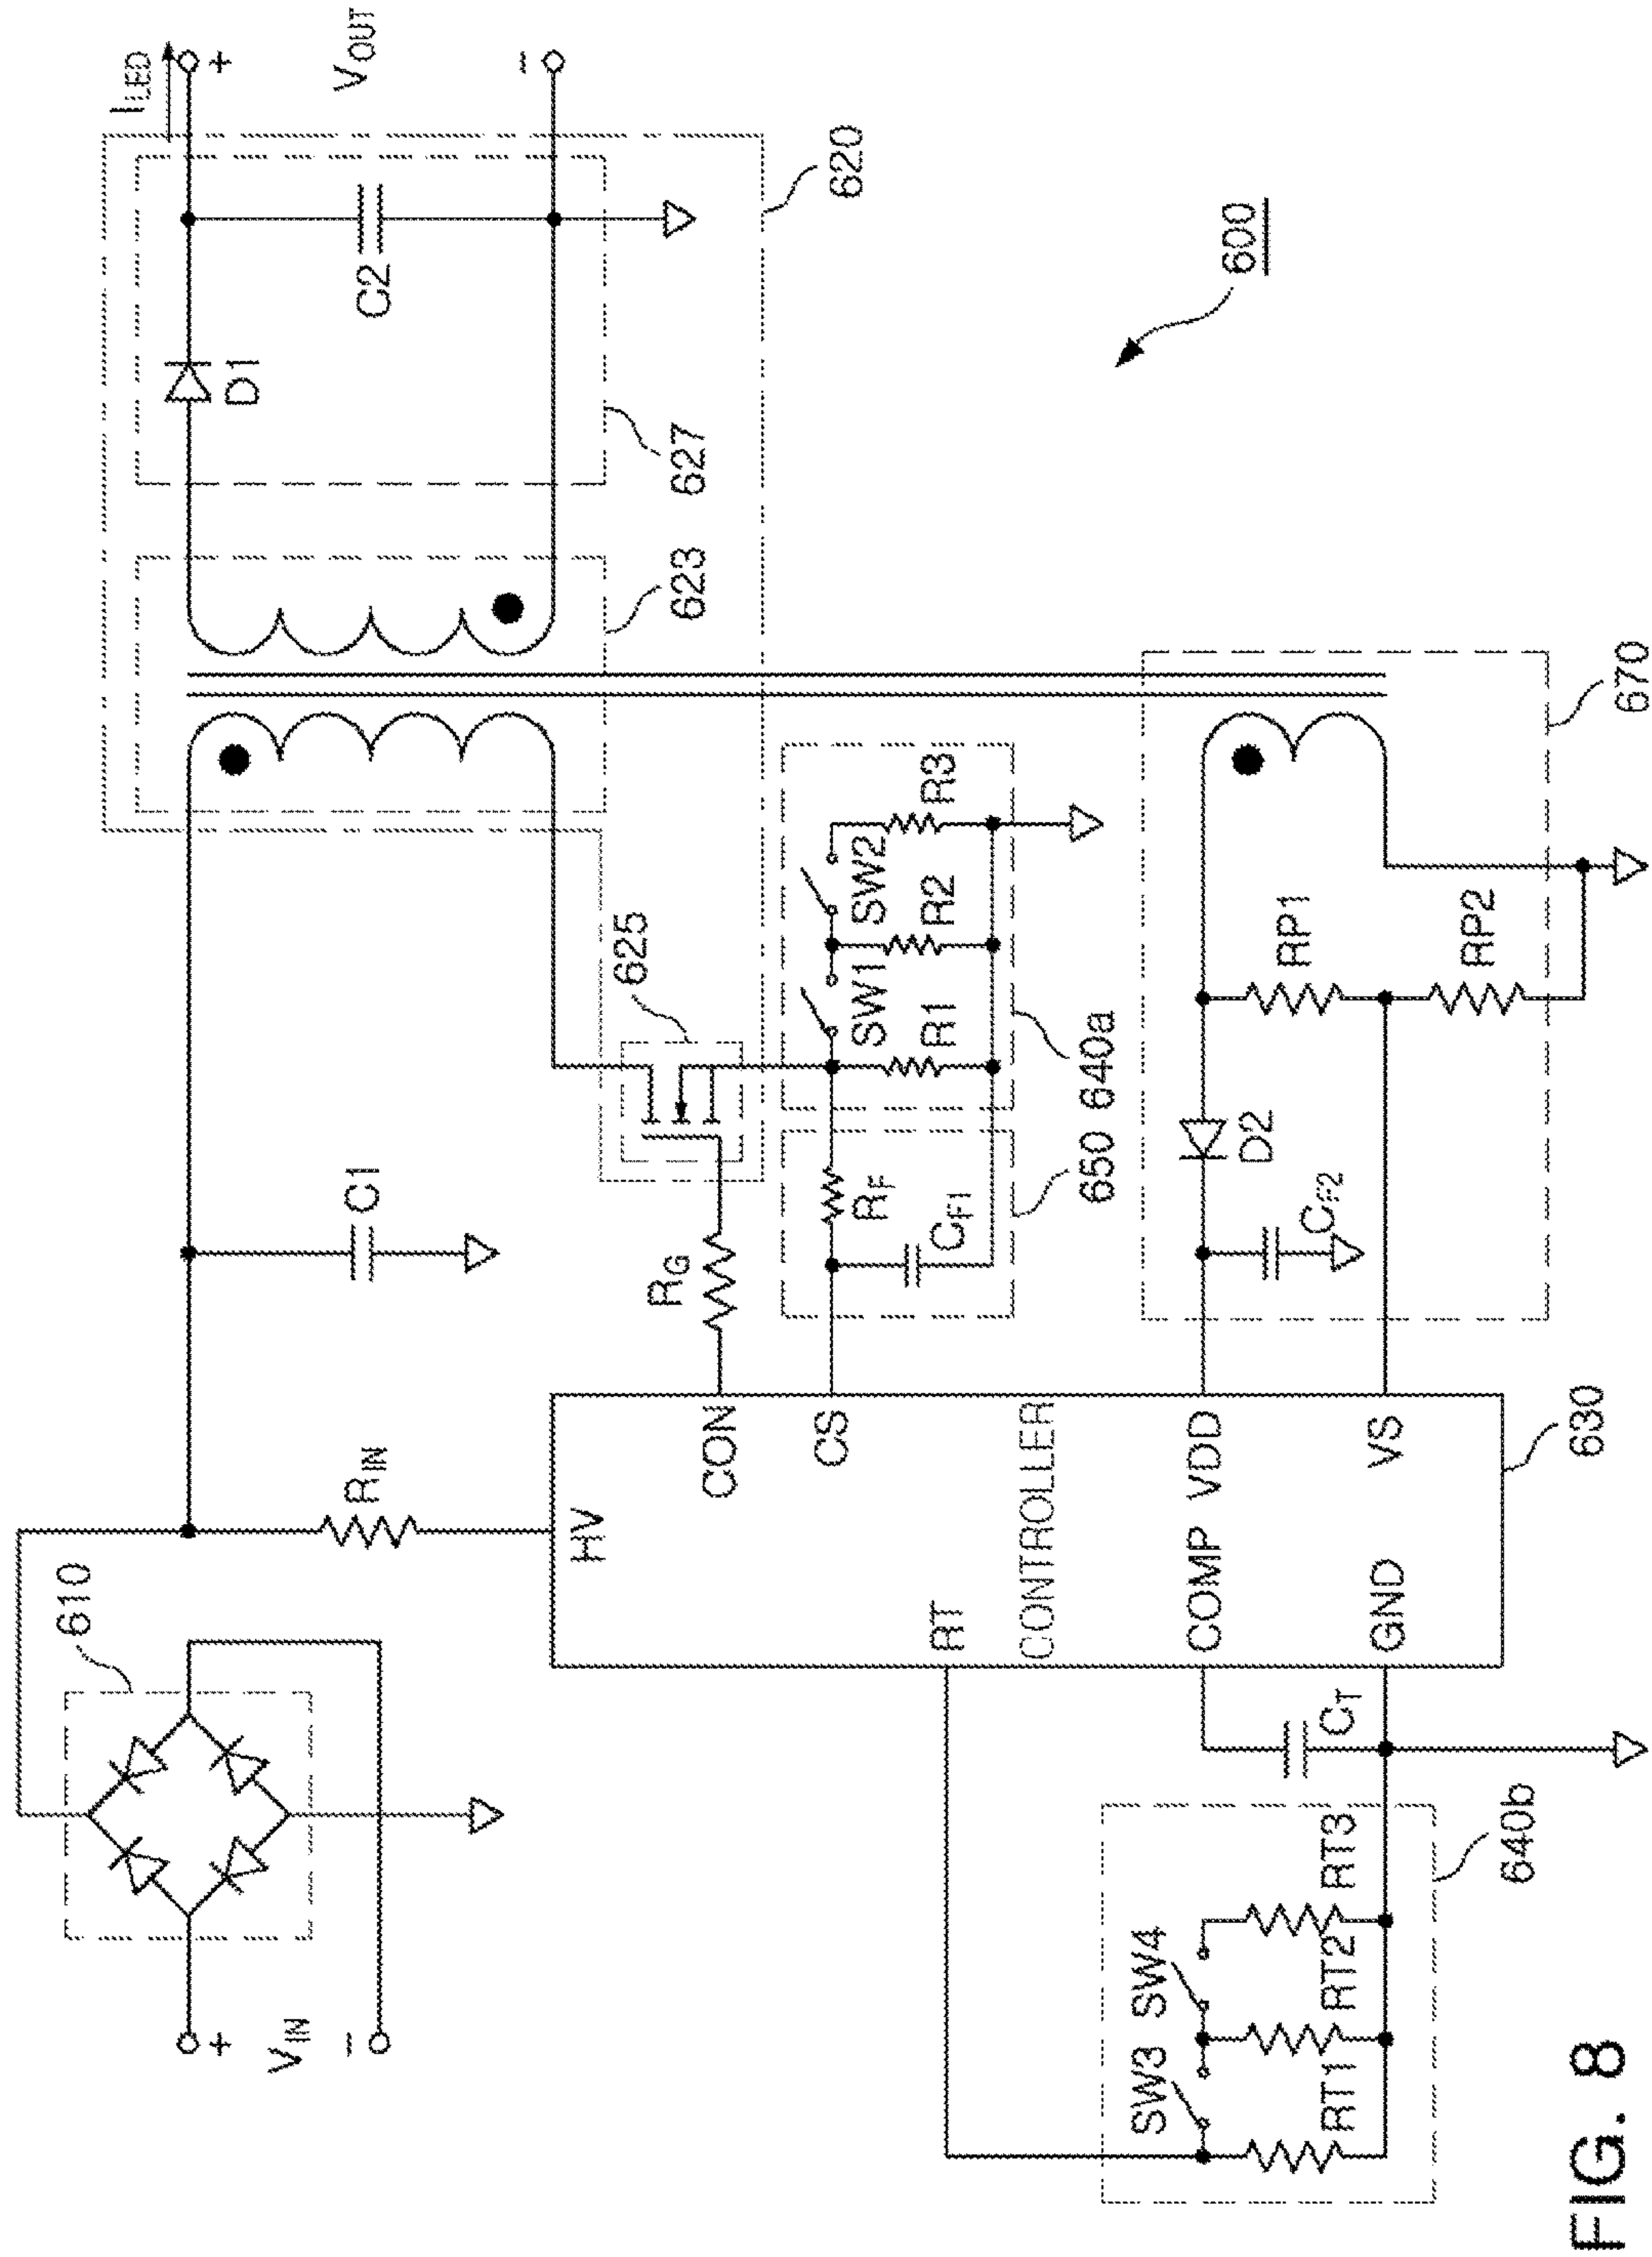 610
+
V_IN
−
R_IN
C1
I_LED
+
V_OUT
−
D1
C2
627
623
620
625
R_G
HV
CON
CS
RT
CONTROLLER
COMP VDD
GND
VS
630
R_F
C_F1
650
SW1
SW2
R1
R2
R3
640a
600
D2
C_F2
RP1
RP2
670
C_T
SW3
SW4
RT1
RT2
RT3
640b
FIG. 8